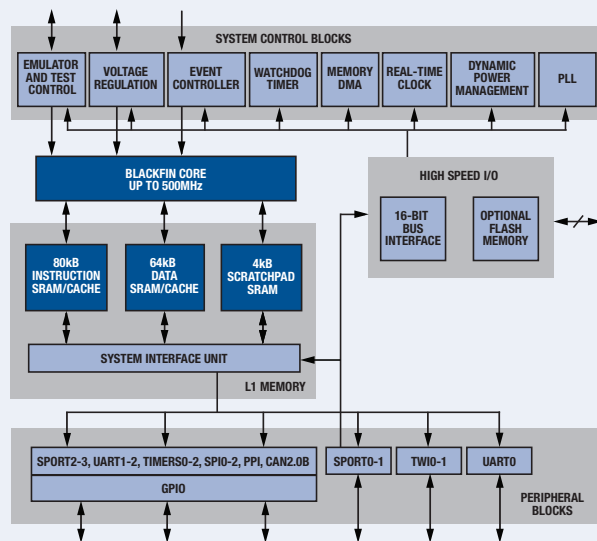 SYSTEM CONTROL BLOCKS
EMULATOR
AND TEST
CONTROL
VOLTAGE
REGULATION
EVENT
CONTROLLER
WATCHDOG
TIMER
MEMORY
DMA
REAL-TIME
CLOCK
DYNAMIC
POWER
MANAGEMENT
PLL
BLACKFIN CORE
UP TO 500MHz
HIGH SPEED I/O
16-BIT
BUS
INTERFACE
OPTIONAL
FLASH
MEMORY
80kB
INSTRUCTION
SRAM/CACHE
64kB
DATA
SRAM/CACHE
4kB
SCRATCHPAD
SRAM
SYSTEM INTERFACE UNIT
L1 MEMORY
SPORT2-3, UART1-2, TIMERS0-2, SPI0-2, PPI, CAN2.0B
GPIO
SPORT0-1
TWI0-1
UART0
PERIPHERAL
BLOCKS